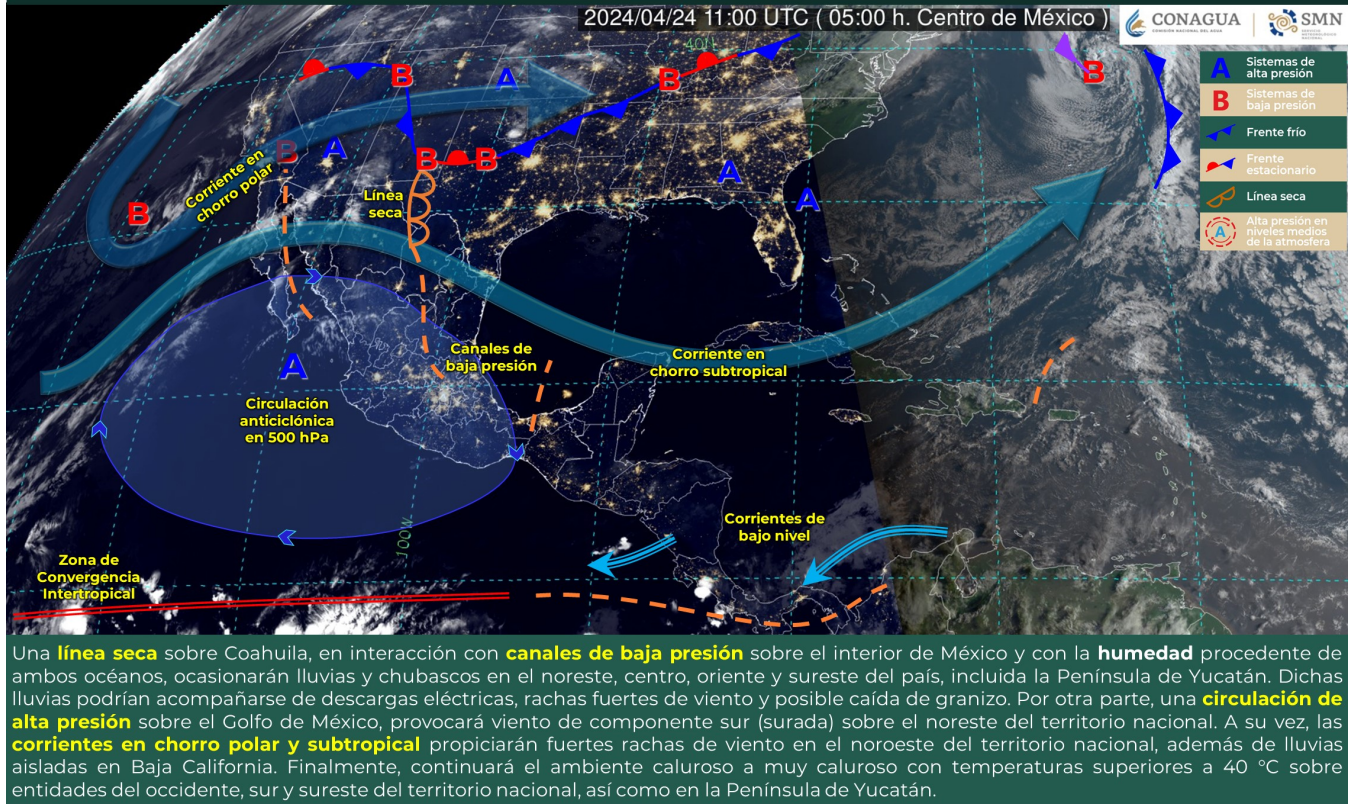 2024/04/24 11:00 UTC ( 05:00 h. Centro de México )
CONAGUA
COMISIÓN NACIONAL DEL AGUA
SMN
SERVICIO
METEOROLÓGICO
NACIONAL
40N
A
Sistemas de
alta presión
B
Sistemas de
baja presión
Frente frío
Frente
estacionario
Línea seca
A
Alta presión en
niveles medios
de la atmosfera
B
B
A
B
B
A
B
B
B
A
A
B
A
Corriente en
chorro polar
Línea
seca
Canales de
baja presión
Corriente en
chorro subtropical
Circulación
anticiclónica
en 500 hPa
Corrientes de
bajo nivel
100W
Zona de
Convergencia
Intertropical
Una línea seca sobre Coahuila, en interacción con canales de baja presión sobre el interior de México y con la humedad procedente de
ambos océanos, ocasionarán lluvias y chubascos en el noreste, centro, oriente y sureste del país, incluida la Península de Yucatán. Dichas
lluvias podrían acompañarse de descargas eléctricas, rachas fuertes de viento y posible caída de granizo. Por otra parte, una circulación de
alta presión sobre el Golfo de México, provocará viento de componente sur (surada) sobre el noreste del territorio nacional. A su vez, las
corrientes en chorro polar y subtropical propiciarán fuertes rachas de viento en el noroeste del territorio nacional, además de lluvias
aisladas en Baja California. Finalmente, continuará el ambiente caluroso a muy caluroso con temperaturas superiores a 40 °C sobre
entidades del occidente, sur y sureste del territorio nacional, así como en la Península de Yucatán.